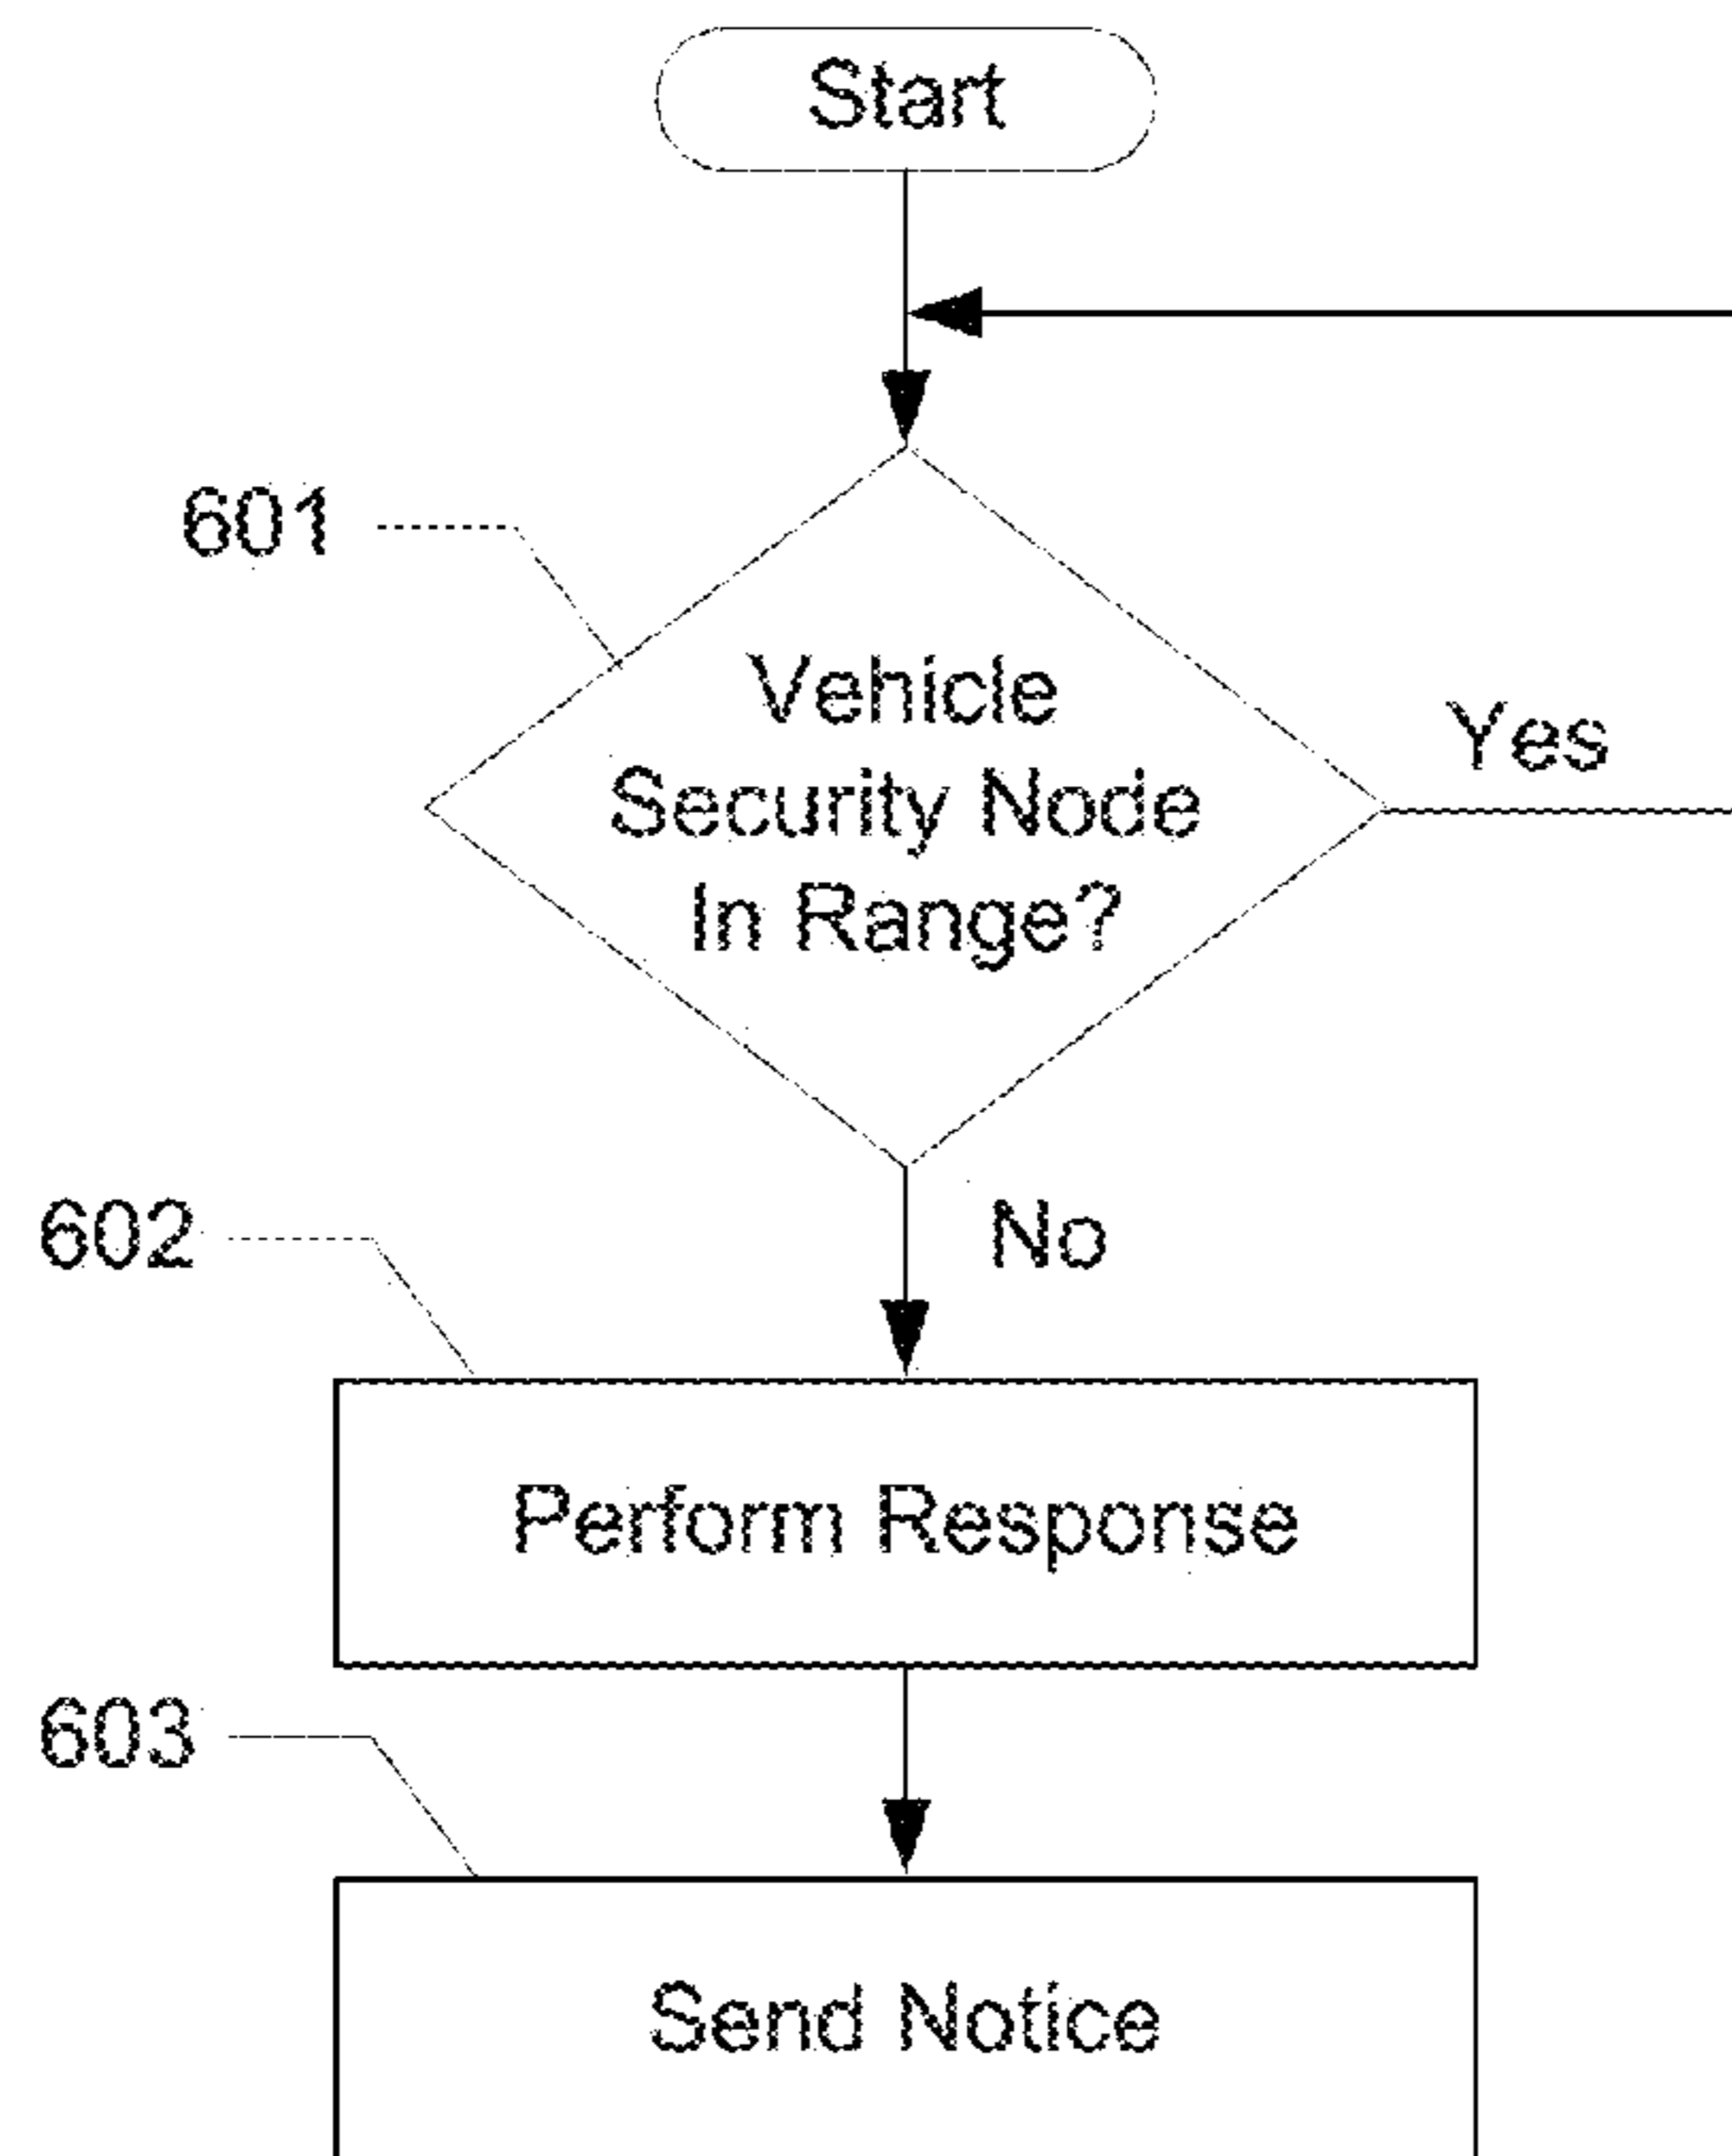 Start
601
Vehicle
Security Node
In Range?
Yes
No
602
Perform Response
603
Send Notice